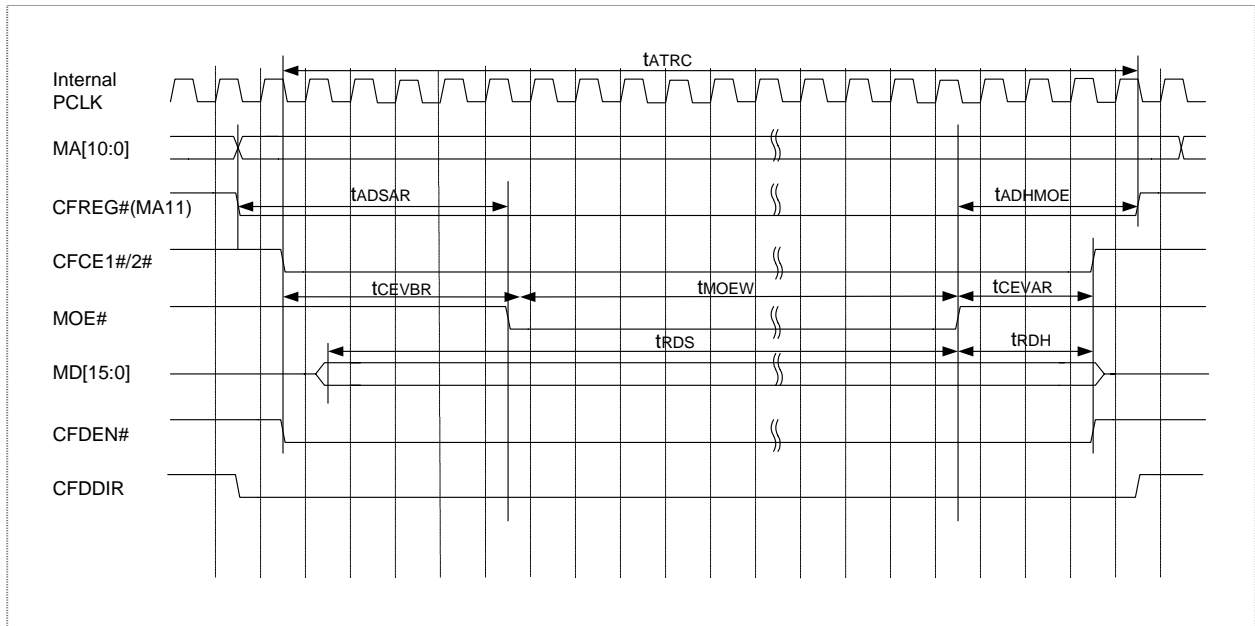 tATRC
Internal
PCLK
MA[10:0]
tADSAR
tADHMOE
CFREG#(MA11)
CFCE1#/2#
tCEVBR
tMOEW
tCEVAR
MOE#
tRDS
tRDH
MD[15:0]
CFDEN#
CFDDIR